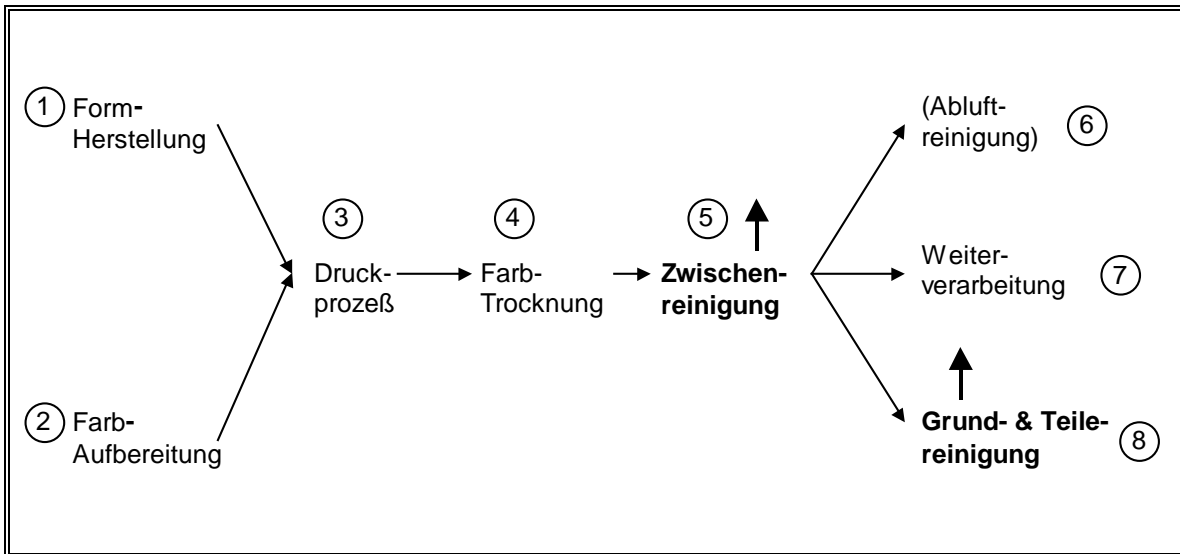 1 Form-
Herstellung
2 Farb-
Aufbereitung
3
Druck-
prozeß
4
Farb-
Trocknung
5
Zwischen-
reinigung
(Abluft-
reinigung) 6
Weiter-
verarbeitung 7
Grund- & Teile-
reinigung 8